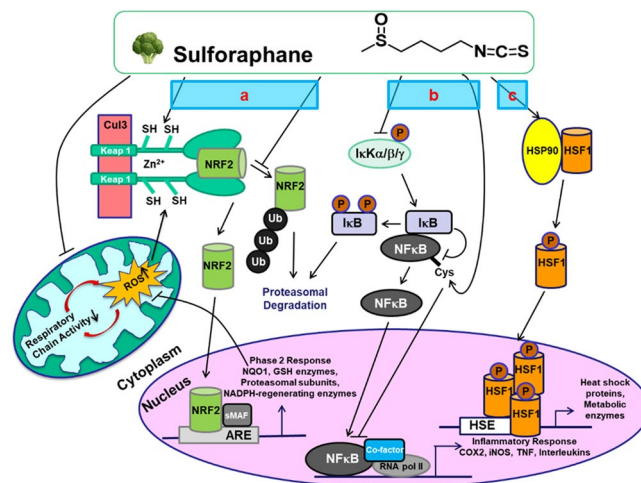 Sulforaphane
O
S
N=C=S
a
b
c
Cul3
SH
SH
Keap 1
Zn2+
Keap 1
SH
SH
NRF2
NRF2
Ub
Ub
Ub
P
IκKα/β/γ
HSP90
HSF1
P
P
IκB
IκB
NFκB
Cys
P
HSF1
NRF2
Proteasomal
Degradation
NFκB
ROS
Respiratory
Chain Activity
Cytoplasm
Nucleus
Phase 2 Response
NQO1, GSH enzymes,
Proteasomal subunits,
NADPH-regenerating enzymes
NRF2
sMAF
ARE
P
HSF1
P
HSF1
P
HSF1
HSF1
HSE
Heat shock
proteins,
Metabolic
enzymes
Inflammatory Response
COX2, iNOS, TNF, Interleukins
NFκB
Co-factor
RNA pol II